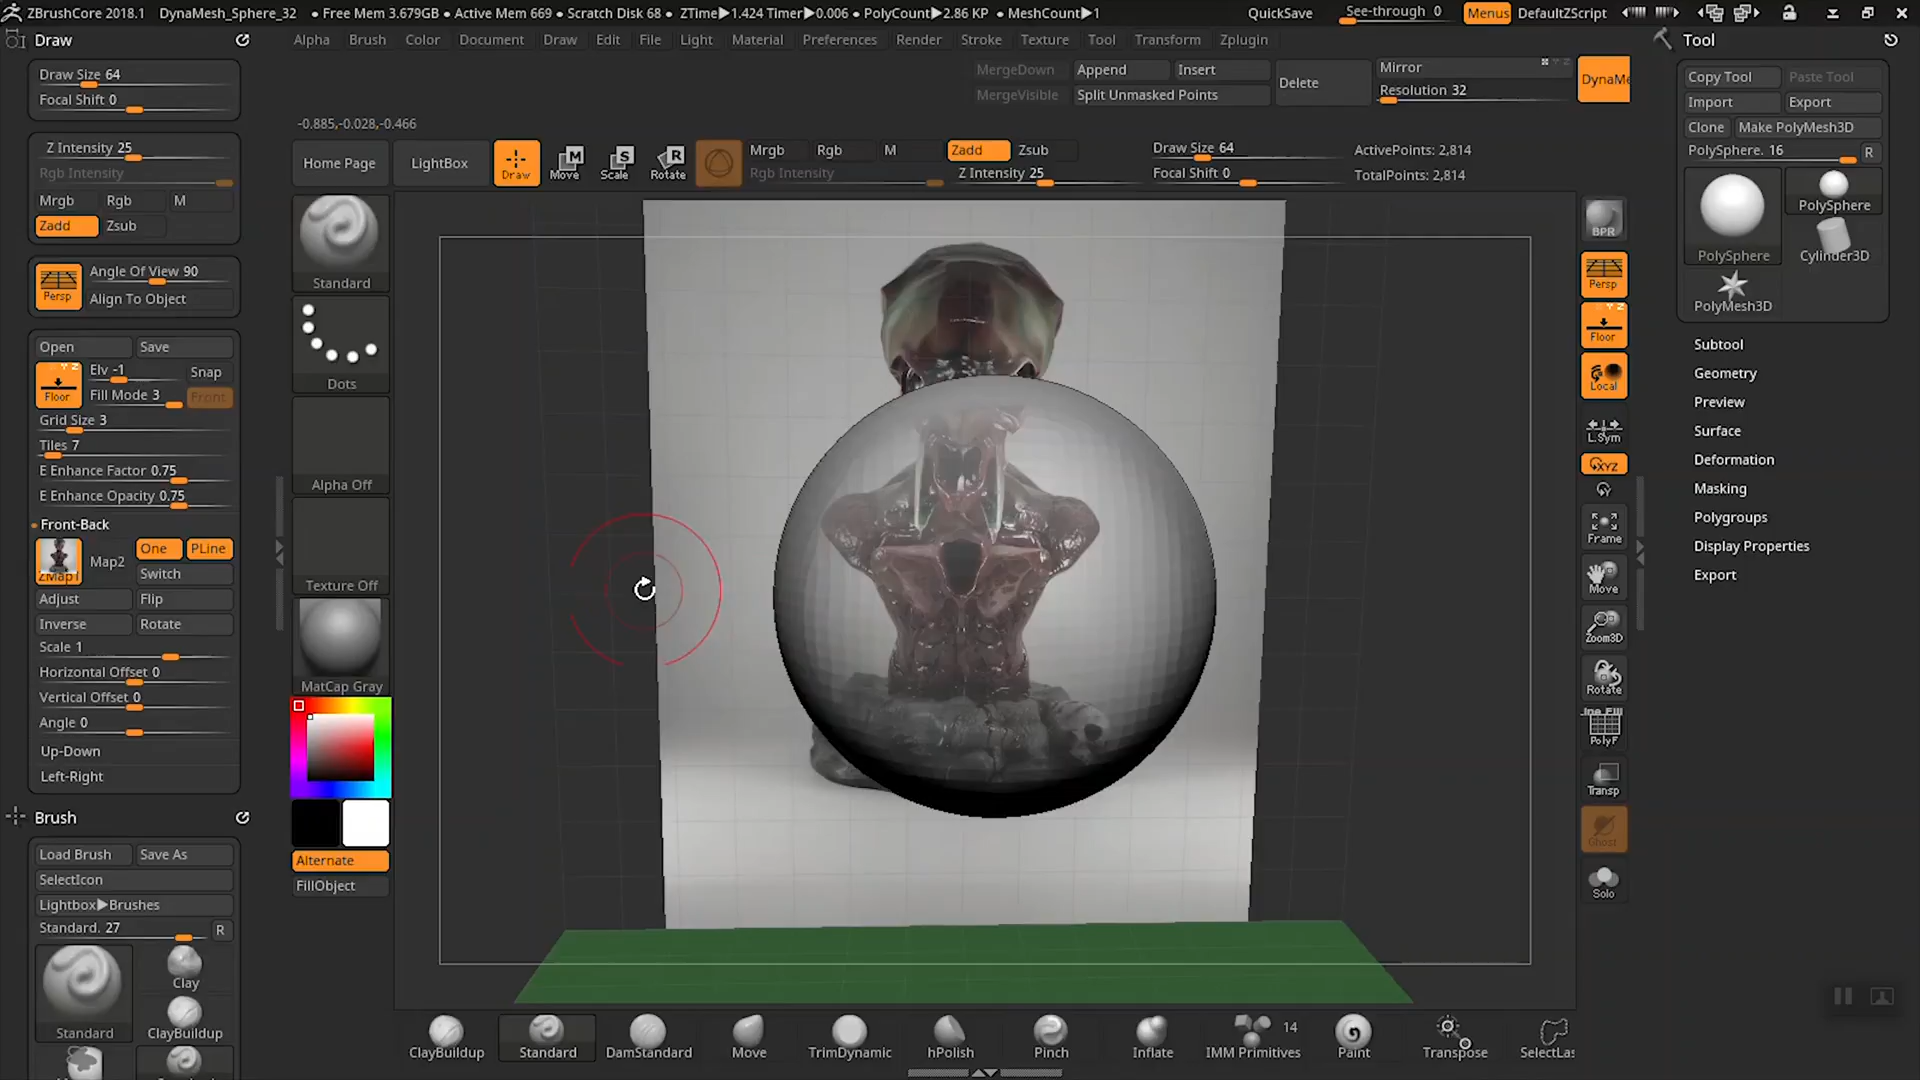 ZBrushCore 2018.1 DynaMesh_Sphere_32 • Free Mem 3.679GB • Active Mem 669 • Scratch Disk 68 • ZTime▶1.424 Timer▶0.006 • PolyCount▶2.86 KP • MeshCount▶1 QuickSave See-through 0 Menus DefaultZScript
Draw
Alpha Brush Color Document Draw Edit File Light Material Preferences Render Stroke Texture Tool Transform Zplugin
Tool
Draw Size 64
Focal Shift 0
MergeDown Append Insert Delete Mirror DynaMe
MergeVisible Split Unmasked Points Resolution 32
Copy Tool Paste Tool
Import Export
Clone Make PolyMesh3D
PolySphere. 16 R
-0.885,-0.028,-0.466
Z Intensity 25
Rgb Intensity
Mrgb Rgb M
Zadd Zsub
Home Page LightBox Draw Move Scale Rotate
Mrgb Rgb M Zadd Zsub
Rgb Intensity Z Intensity 25
Draw Size 64
Focal Shift 0
ActivePoints: 2,814
TotalPoints: 2,814
PolySphere
PolySphere
Cylinder3D
PolyMesh3D
Persp Angle Of View 90
Align To Object
Open Save
Floor Elv -1 Snap
Fill Mode 3 Front
Grid Size 3
Tiles 7
E Enhance Factor 0.75
E Enhance Opacity 0.75
Front-Back
ZMap1 Map2 One PLine
Switch
Adjust Flip
Inverse Rotate
Scale 1
Horizontal Offset 0
Vertical Offset 0
Angle 0
Up-Down
Left-Right
Brush
Load Brush Save As
SelectIcon
Lightbox▶Brushes
Standard. 27 R
Clay
Standard ClayBuildup
Standard
Dots
Alpha Off
Texture Off
MatCap Gray
Alternate
FillObject
BPR
Persp
Floor
Local
L.Sym
XYZ
Frame
Move
Zoom3D
Rotate
Line Fill
PolyF
Transp
Ghost
Solo
Subtool
Geometry
Preview
Surface
Deformation
Masking
Polygroups
Display Properties
Export
ClayBuildup Standard DamStandard Move TrimDynamic hPolish Pinch Inflate IMM Primitives 14 Paint Transpose SelectLas